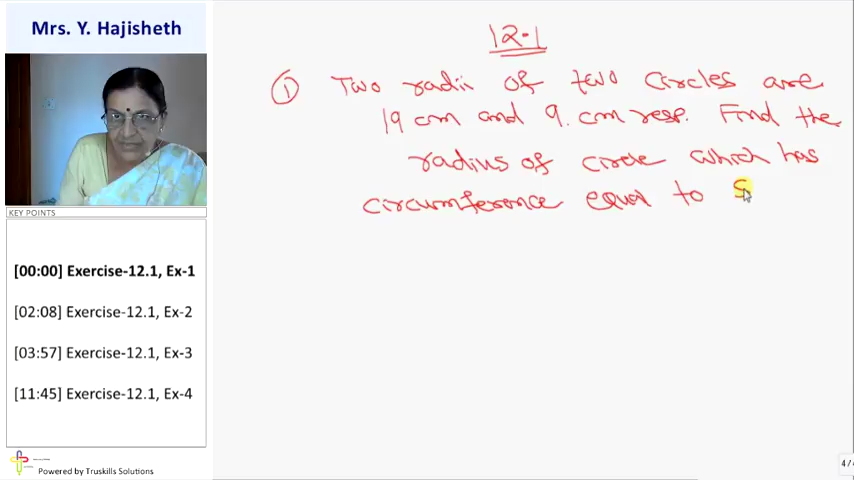 Mrs. Y. Hajisheth
KEY POINTS
[00:00] Exercise-12.1, Ex-1
[02:08] Exercise-12.1, Ex-2
[03:57] Exercise-12.1, Ex-3
[11:45] Exercise-12.1, Ex-4
Powered by Truskills Solutions
12.1
① Two radii of two circles are
19 cm and 9. cm resp. Find the
radius of circle which has
circumference equal to S
4/